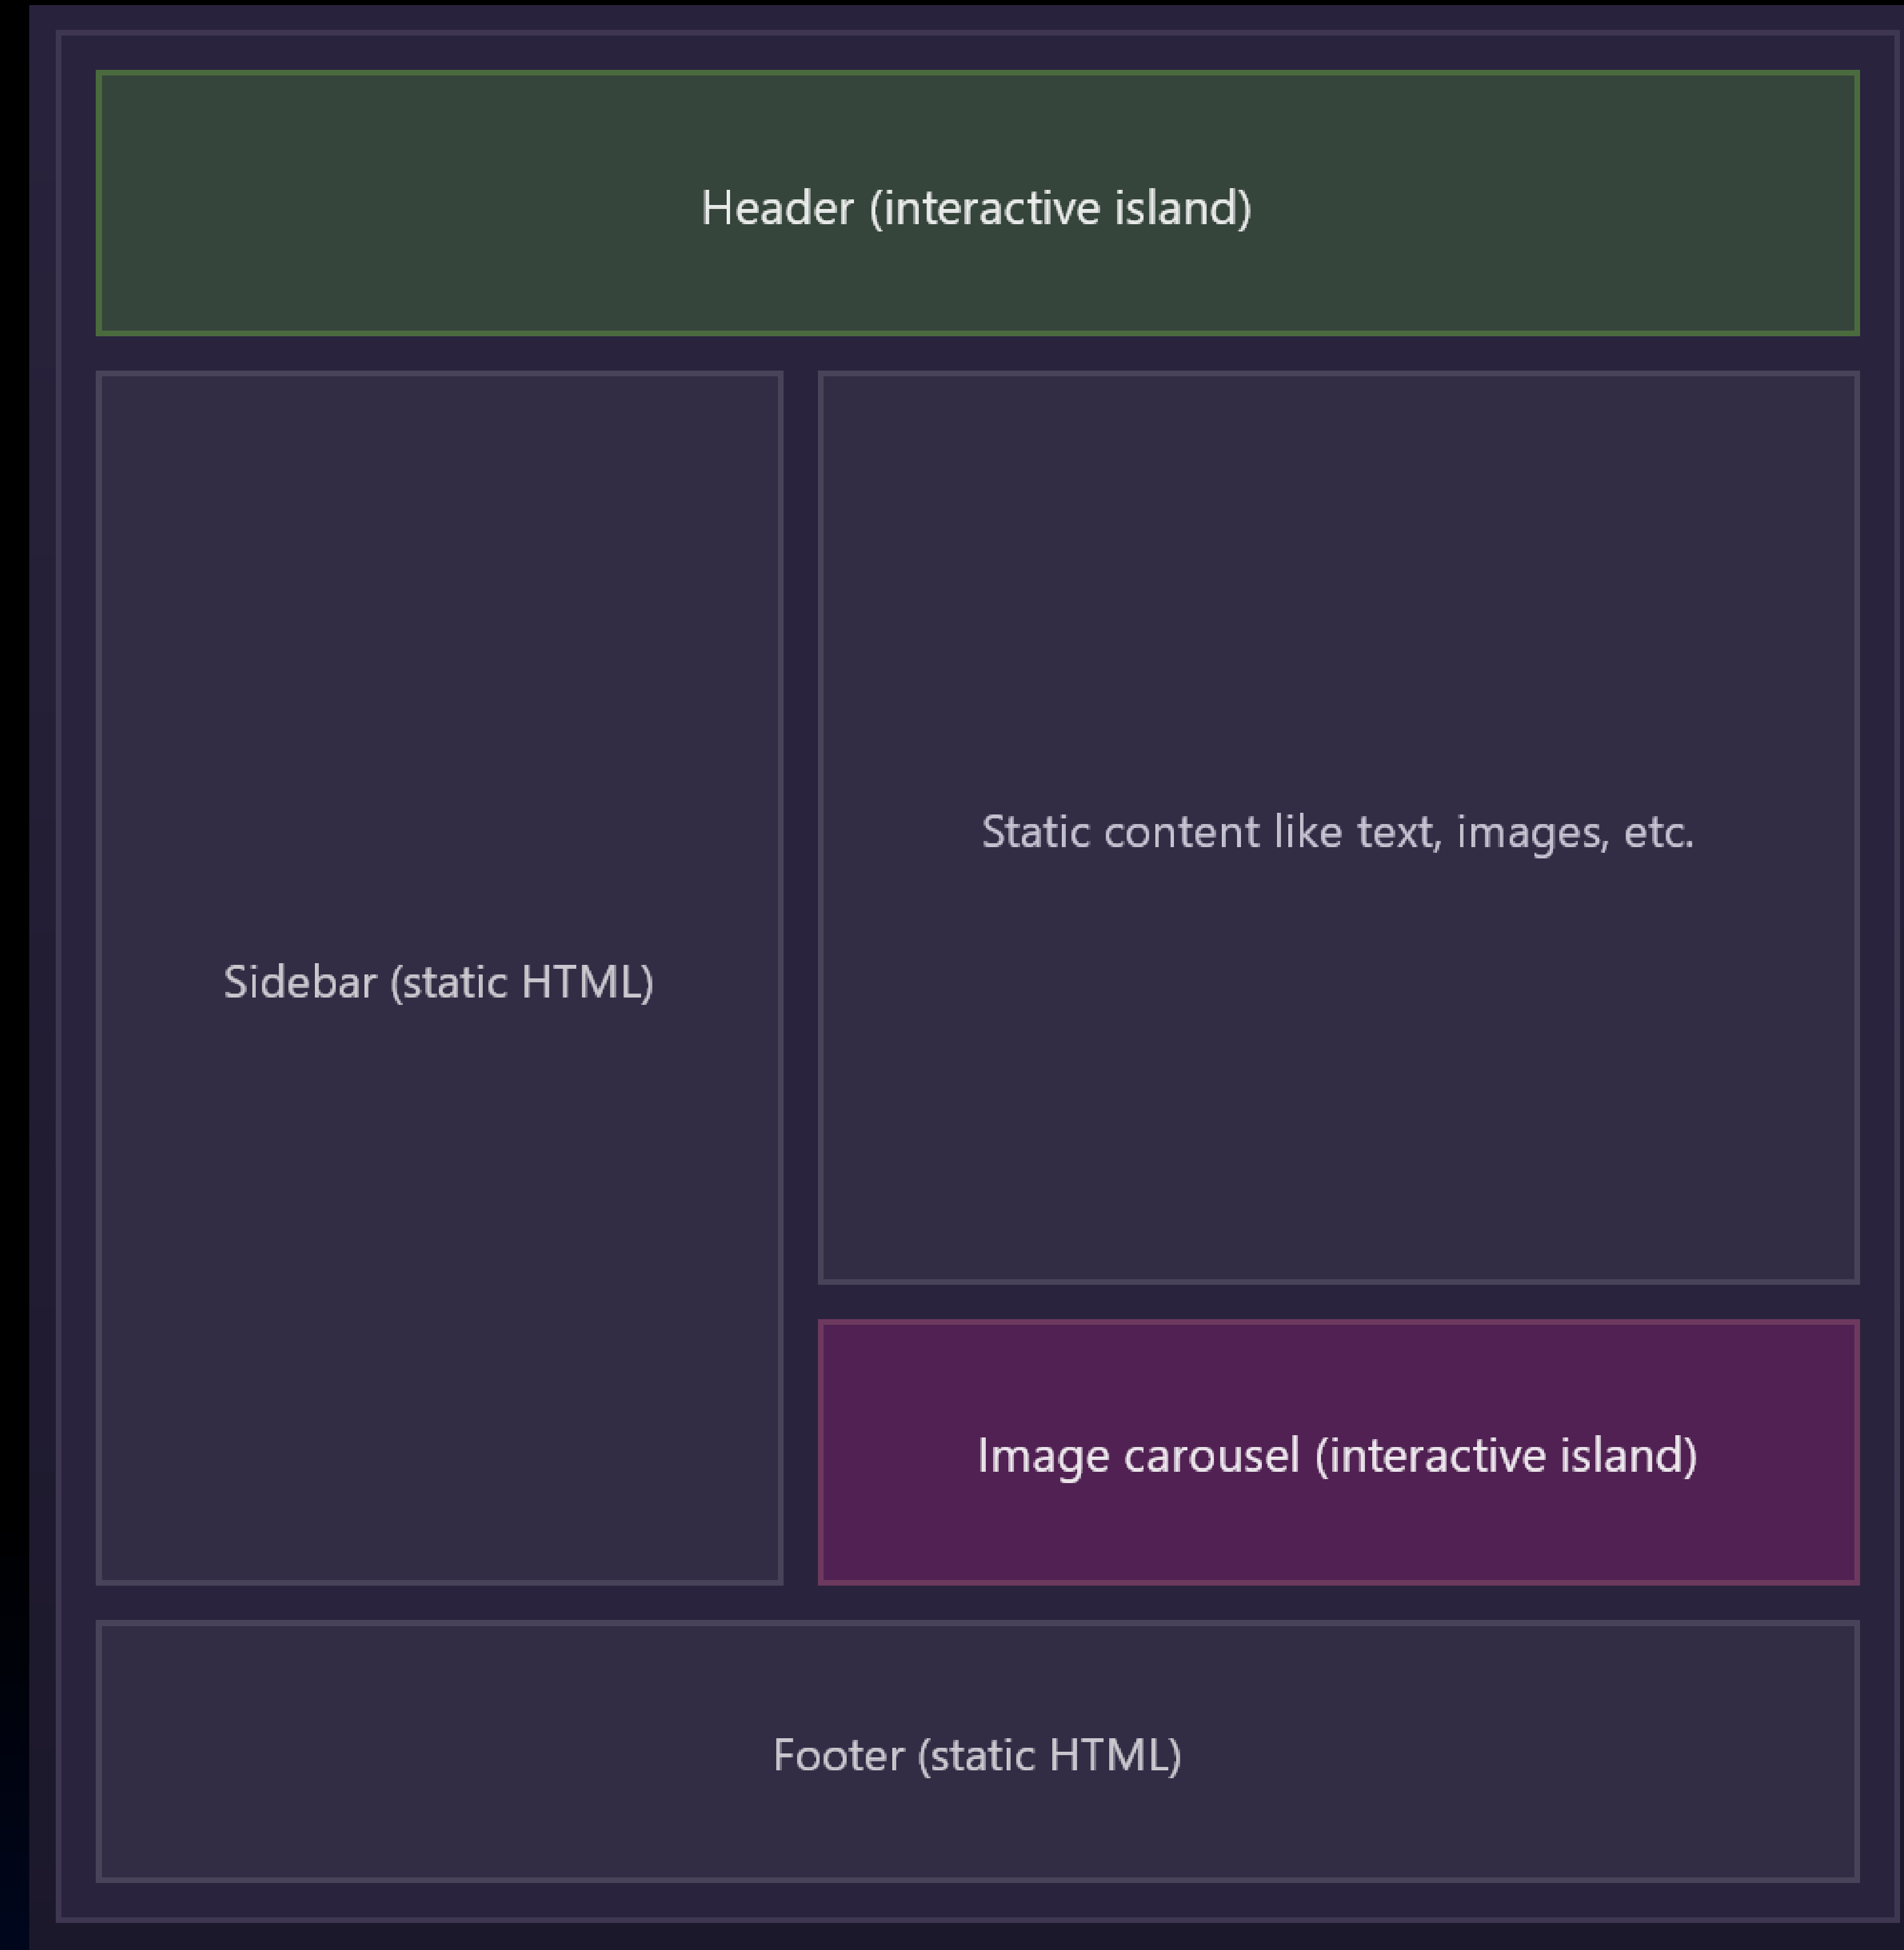 Header (interactive island)
Sidebar (static HTML)
Static content like text, images, etc.
Image carousel (interactive island)
Footer (static HTML)